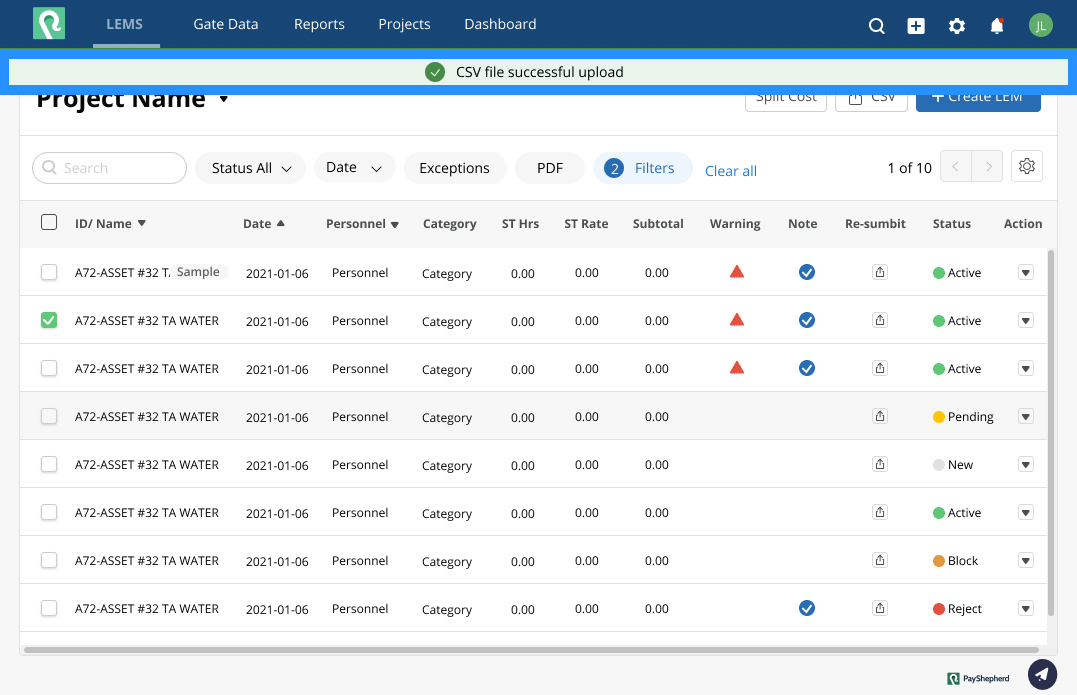 LEMS Gate Data Reports Projects Dashboard JL
CSV file successful upload
Project Name Split Cost CSV + Create LEM
Search Status All Date Exceptions PDF 2 Filters Clear all 1 of 10
ID/ Name Date Personnel Category ST Hrs ST Rate Subtotal Warning Note Re-sumbit Status Action
A72-ASSET #32 TA Sample 2021-01-06 Personnel Category 0.00 0.00 0.00 Active
A72-ASSET #32 TA WATER 2021-01-06 Personnel Category 0.00 0.00 0.00 Active
A72-ASSET #32 TA WATER 2021-01-06 Personnel Category 0.00 0.00 0.00 Active
A72-ASSET #32 TA WATER 2021-01-06 Personnel Category 0.00 0.00 0.00 Pending
A72-ASSET #32 TA WATER 2021-01-06 Personnel Category 0.00 0.00 0.00 New
A72-ASSET #32 TA WATER 2021-01-06 Personnel Category 0.00 0.00 0.00 Active
A72-ASSET #32 TA WATER 2021-01-06 Personnel Category 0.00 0.00 0.00 Block
A72-ASSET #32 TA WATER 2021-01-06 Personnel Category 0.00 0.00 0.00 Reject
PayShepherd